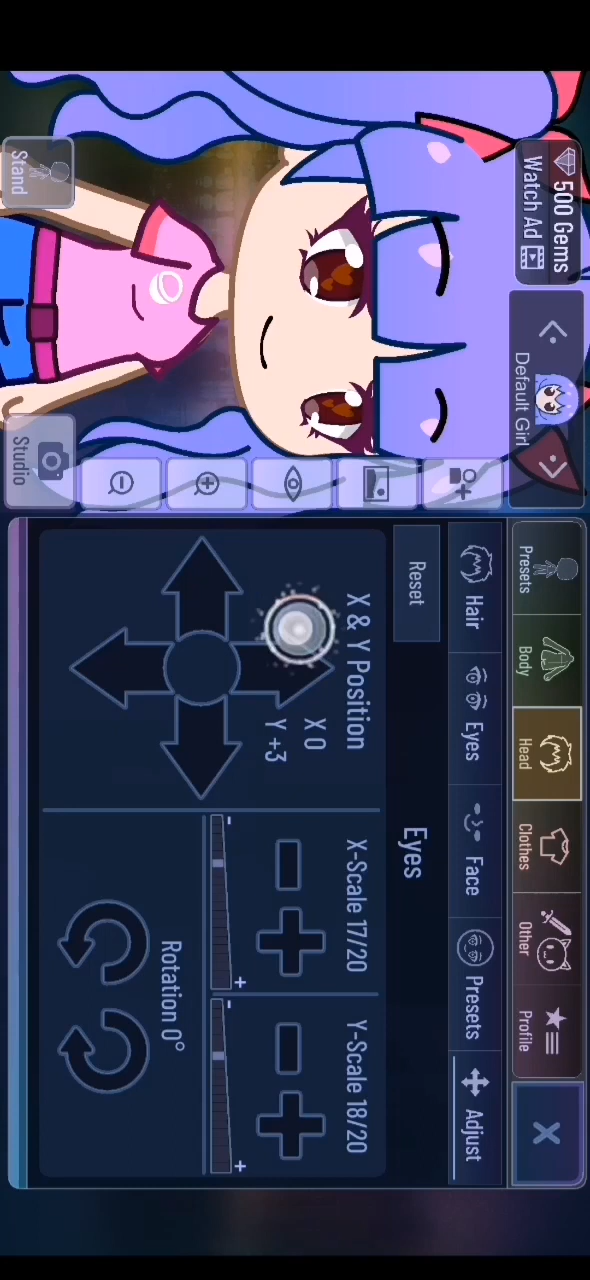 Stand
500 Gems
Watch Ad
Default Girl
Studio
Presets
Body
Head
Clothes
Other
Profile
X
Hair
Eyes
Face
Presets
Adjust
Reset
Eyes
X & Y Position
X 0
Y +3
X-Scale 17/20
- +
Y-Scale 18/20
- +
Rotation 0°